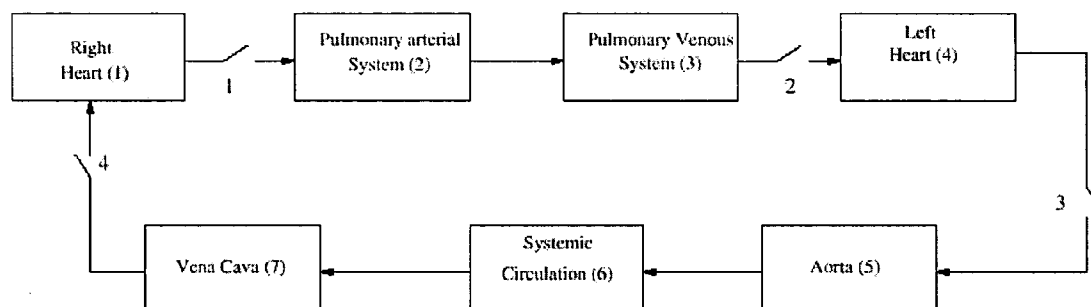 Right
Heart (1)
1
Pulmonary arterial
System (2)
Pulmonary Venous
System (3)
2
Left
Heart (4)
4
3
Vena Cava (7)
Systemic
Circulation (6)
Aorta (5)